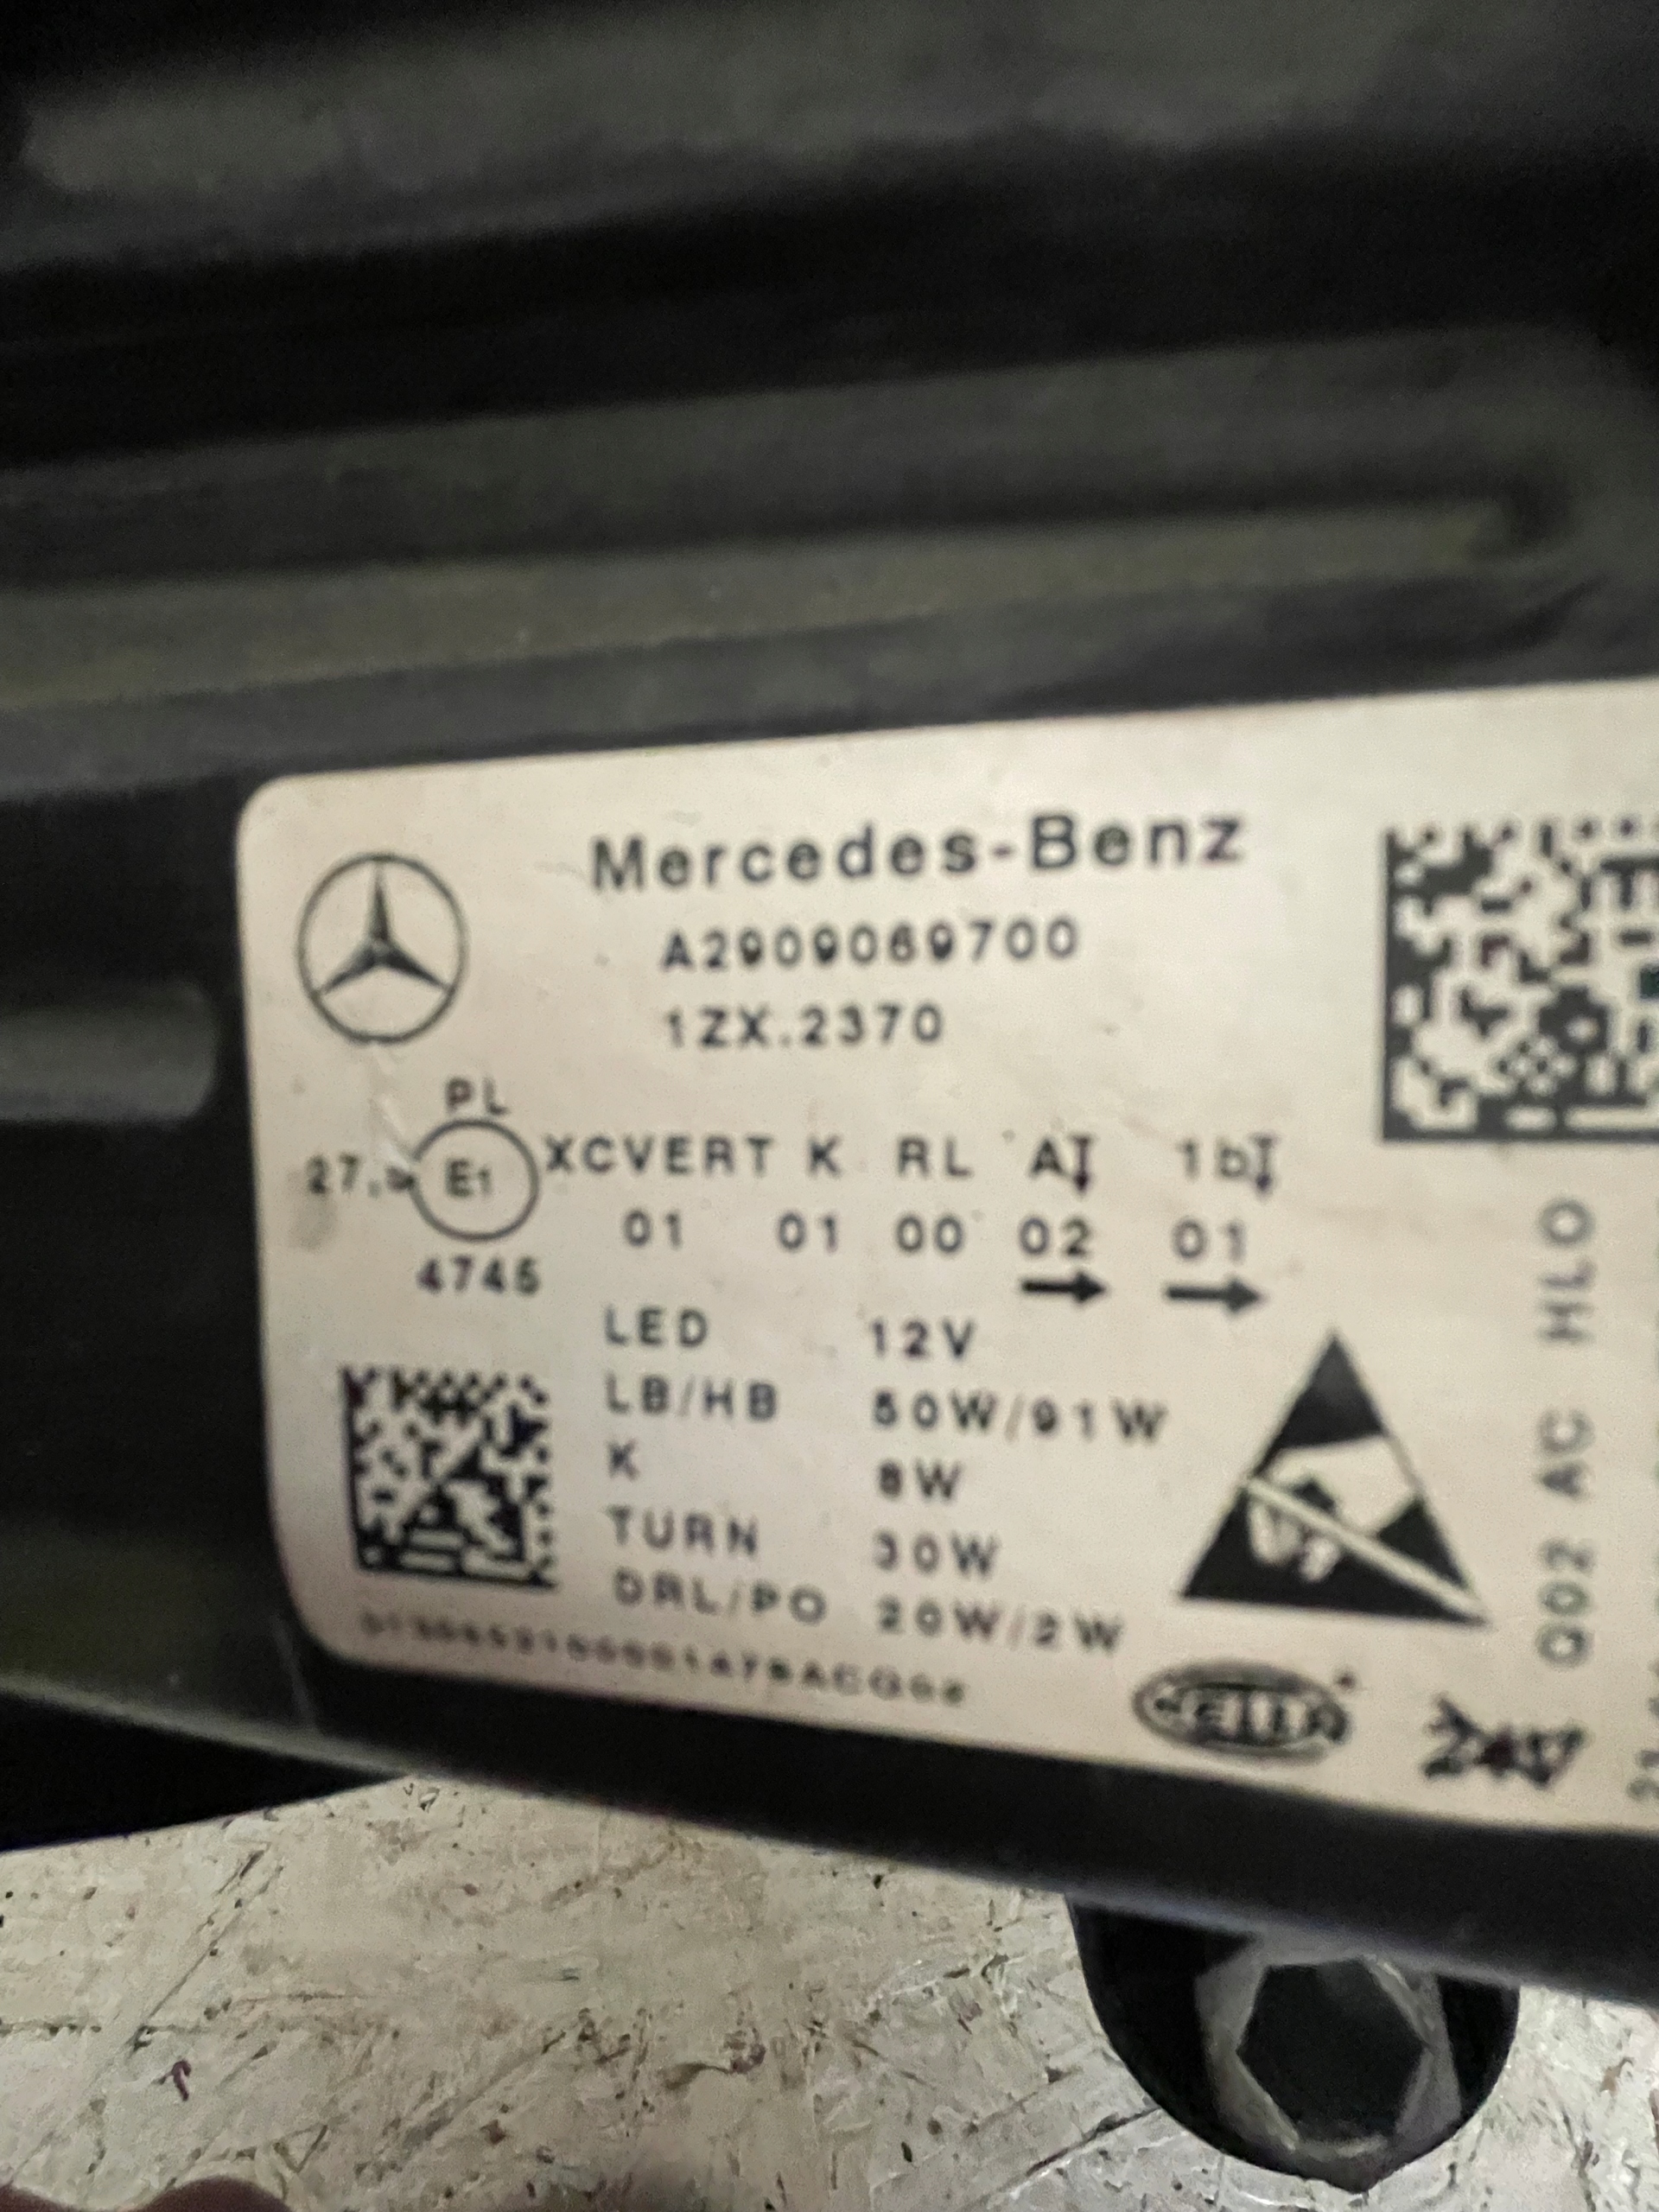 Mercedes-Benz
A2909069700
1ZX.2370
PL
E1
XCVERT K RL A 1b
01 01 00 02 01
4745
LED 12V
LB/HB 50W/91W
K 8W
TURN 30W
DRL/PO 20W/2W
HELLA
Q02 AC HLO